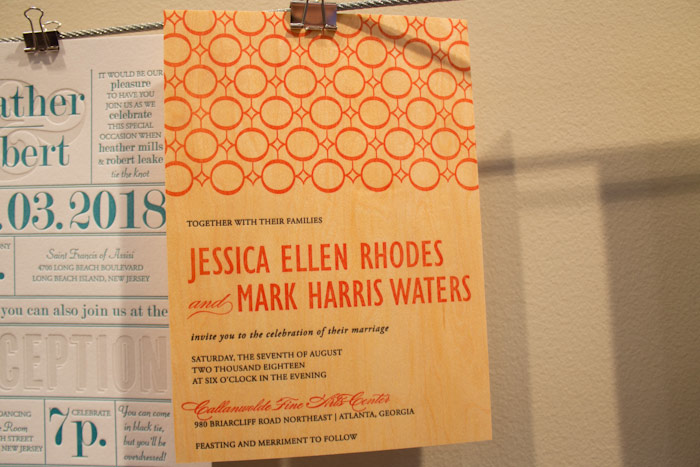 ather
bert
IT WOULD BE OUR
pleasure
TO HAVE YOU
JOIN US AS WE
celebrate
THIS SPECIAL
OCCASION WHEN
heather mills
& robert leake
tie the knot
.03.2018
Saint Francis of Assisi
4700 LONG BEACH BOULEVARD
LONG BEACH ISLAND, NEW JERSEY
you can also join us at the
CEPTION
DANCING
Room
H STREET
NEW JERSEY
CELEBRATE
7p.
You can come
in black tie,
but you'll be
overdressed!
TOGETHER WITH THEIR FAMILIES
JESSICA ELLEN RHODES
and MARK HARRIS WATERS
invite you to the celebration of their marriage
SATURDAY, THE SEVENTH OF AUGUST
TWO THOUSAND EIGHTEEN
AT SIX O'CLOCK IN THE EVENING
Callanwolde Fine Arts Center
980 BRIARCLIFF ROAD NORTHEAST | ATLANTA, GEORGIA
FEASTING AND MERRIMENT TO FOLLOW